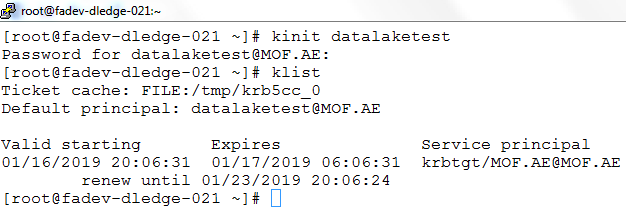 root@fadev-dledge-021:~
[root@fadev-dledge-021 ~]# kinit datalaketest
Password for datalaketest@MOF.AE:
[root@fadev-dledge-021 ~]# klist
Ticket cache: FILE:/tmp/krb5cc_0
Default principal: datalaketest@MOF.AE
Valid starting       Expires              Service principal
01/16/2019 20:06:31  01/17/2019 06:06:31  krbtgt/MOF.AE@MOF.AE
        renew until 01/23/2019 20:06:24
[root@fadev-dledge-021 ~]#